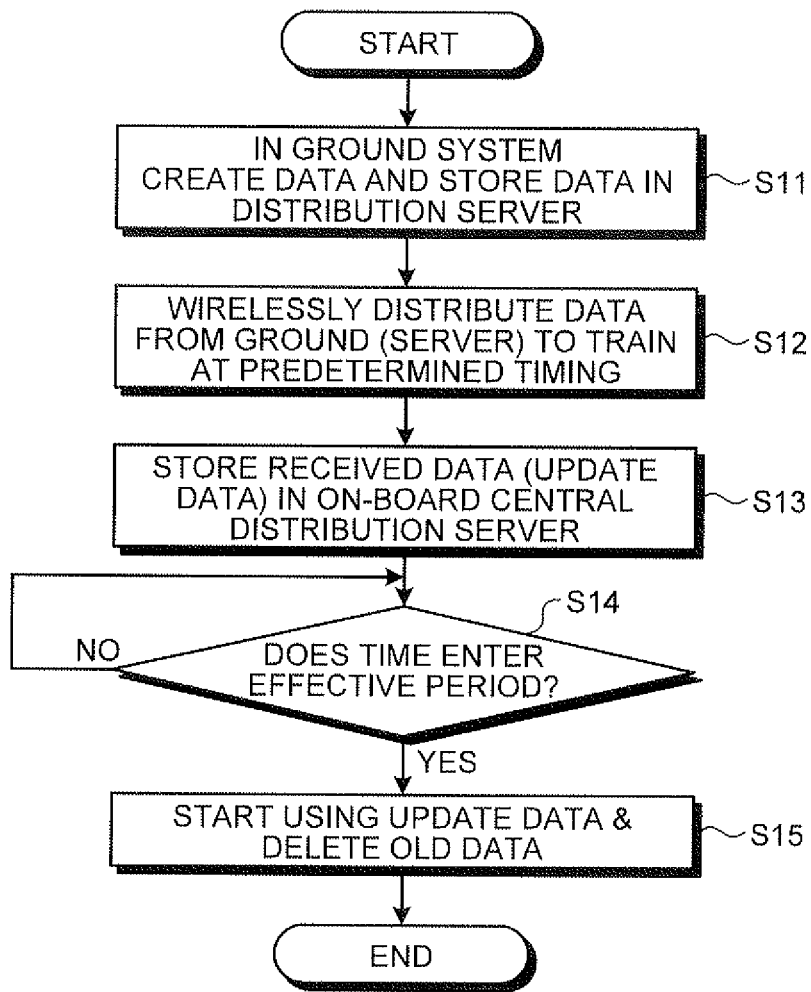 START
IN GROUND SYSTEM
CREATE DATA AND STORE DATA IN
DISTRIBUTION SERVER
S11
WIRELESSLY DISTRIBUTE DATA
FROM GROUND (SERVER) TO TRAIN
AT PREDETERMINED TIMING
S12
STORE RECEIVED DATA (UPDATE
DATA) IN ON-BOARD CENTRAL
DISTRIBUTION SERVER
S13
S14
NO
DOES TIME ENTER
EFFECTIVE PERIOD?
YES
START USING UPDATE DATA &
DELETE OLD DATA
S15
END